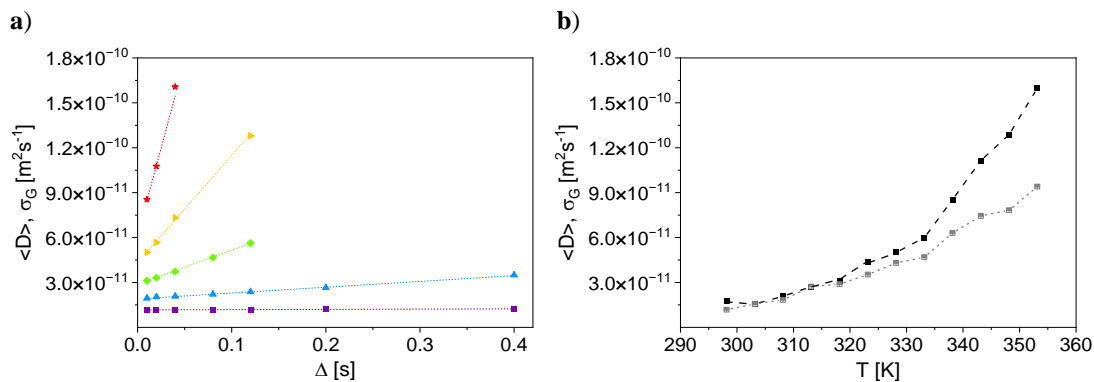 a)
b)
1.8×10⁻¹⁰
1.5×10⁻¹⁰
1.2×10⁻¹⁰
9.0×10⁻¹¹
6.0×10⁻¹¹
3.0×10⁻¹¹
<D>, σ_G [m²s⁻¹]
0.0 0.1 0.2 0.3 0.4
Δ [s]
1.8×10⁻¹⁰
1.5×10⁻¹⁰
1.2×10⁻¹⁰
9.0×10⁻¹¹
6.0×10⁻¹¹
3.0×10⁻¹¹
<D>, σ_G [m²s⁻¹]
290 300 310 320 330 340 350 360
T [K]